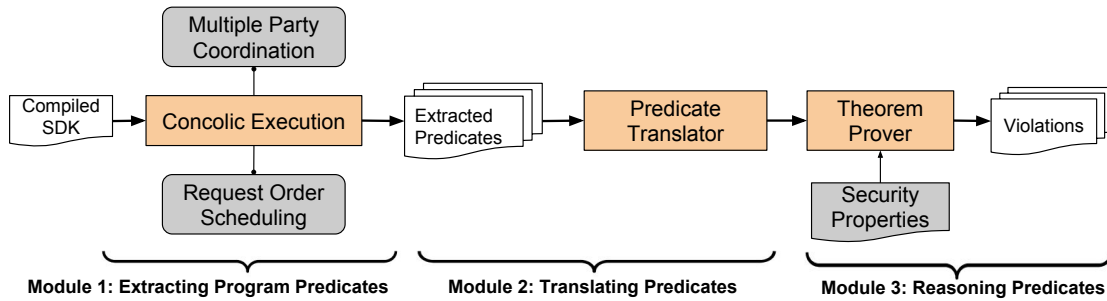 Multiple Party
Coordination
Compiled
SDK
Concolic Execution
Extracted
Predicates
Predicate
Translator
Theorem
Prover
Violations
Request Order
Scheduling
Security
Properties
Module 1: Extracting Program Predicates
Module 2: Translating Predicates
Module 3: Reasoning Predicates